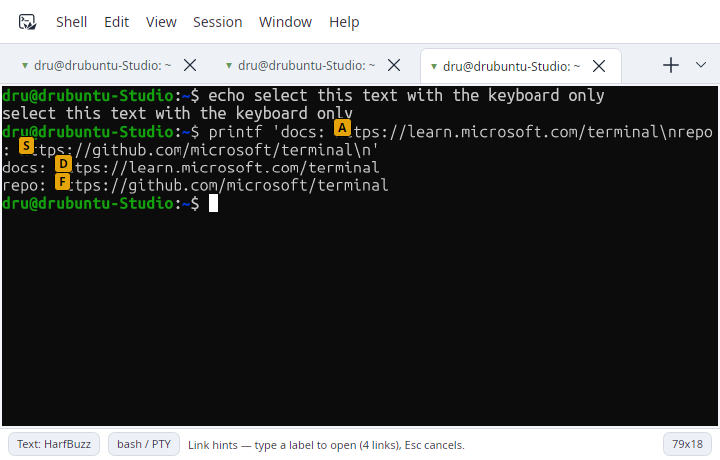 Shell Edit View Session Window Help
dru@drubuntu-Studio: ~ dru@drubuntu-Studio: ~ dru@drubuntu-Studio: ~
dru@drubuntu-Studio:~$ echo select this text with the keyboard only
select this text with the keyboard only
dru@drubuntu-Studio:~$ printf 'docs: A tps://learn.microsoft.com/terminal\nrepo
: S tps://github.com/microsoft/terminal\n'
docs: D tps://learn.microsoft.com/terminal
repo: F tps://github.com/microsoft/terminal
dru@drubuntu-Studio:~$
Text: HarfBuzz bash / PTY Link hints — type a label to open (4 links), Esc cancels. 79x18